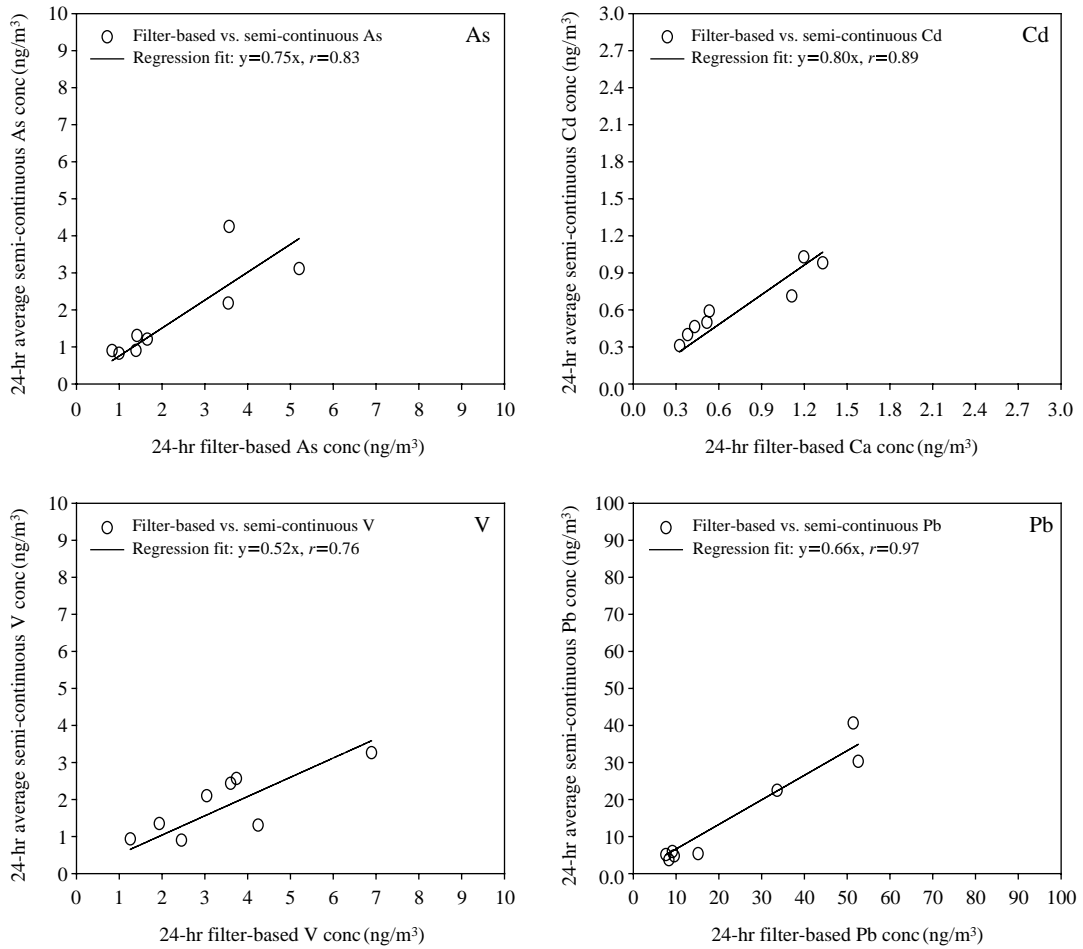 As
Filter-based vs. semi-continuous As
Regression fit: y=0.75x, r=0.83
24-hr average semi-continuous As conc (ng/m³)
10
9
8
7
6
5
4
3
2
1
0
0 1 2 3 4 5 6 7 8 9 10
24-hr filter-based As conc (ng/m³)
Cd
Filter-based vs. semi-continuous Cd
Regression fit: y=0.80x, r=0.89
24-hr average semi-continuous Cd conc (ng/m³)
3.0
2.7
2.4
2.1
1.8
1.5
1.2
0.9
0.6
0.3
0.0
0.0 0.3 0.6 0.9 1.2 1.5 1.8 2.1 2.4 2.7 3.0
24-hr filter-based Ca conc (ng/m³)
V
Filter-based vs. semi-continuous V
Regression fit: y=0.52x, r=0.76
24-hr average semi-continuous V conc (ng/m³)
10
9
8
7
6
5
4
3
2
1
0
0 1 2 3 4 5 6 7 8 9 10
24-hr filter-based V conc (ng/m³)
Pb
Filter-based vs. semi-continuous Pb
Regression fit: y=0.66x, r=0.97
24-hr average semi-continuous Pb conc (ng/m³)
100
90
80
70
60
50
40
30
20
10
0.0
0 10 20 30 40 50 60 70 80 90 100
24-hr filter-based Pb conc (ng/m³)